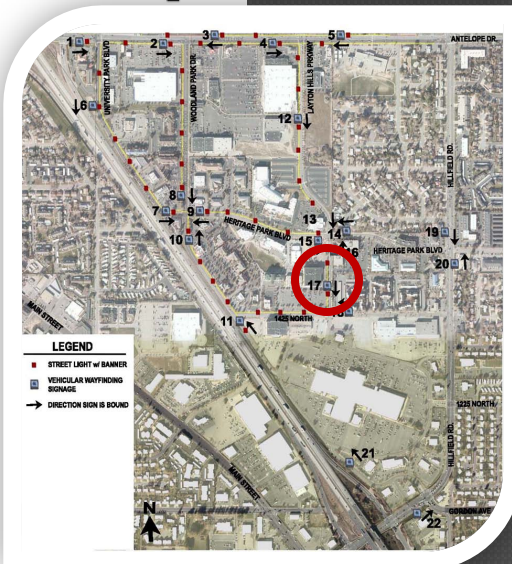 3
5
1
2
4
ANTELOPE DR.
UNIVERSITY PARK BLVD
WOODLAND PARK DR.
LAYTON HILLS PRKWAY
HILLFIELD RD.
6
12
8
7
9
13
14
19
HERITAGE PARK BLVD
10
15
16
HERITAGE PARK BLVD
20
17
MAIN STREET
11
1425 NORTH
LEGEND
STREET LIGHT w/ BANNER
VEHICULAR WAYFINDING
SIGNAGE
DIRECTION SIGN IS BOUND
1225 NORTH
HILLFIELD RD.
MAIN STREET
21
N
GORDON AVE
22